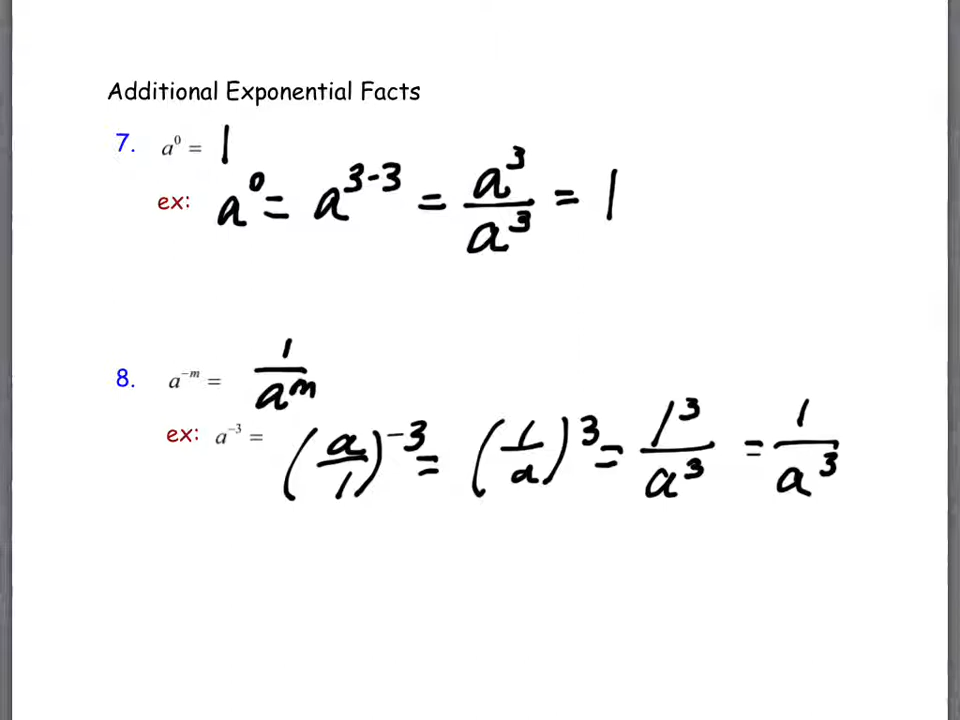 Additional Exponential Facts
7. a⁰ = 1
ex: a⁰ = a³⁻³ = a³/a³ = 1
8. a⁻ᵐ = 1/aᵐ
ex: a⁻³ = (a/1)⁻³ = (1/a)³ = 1³/a³ = 1/a³